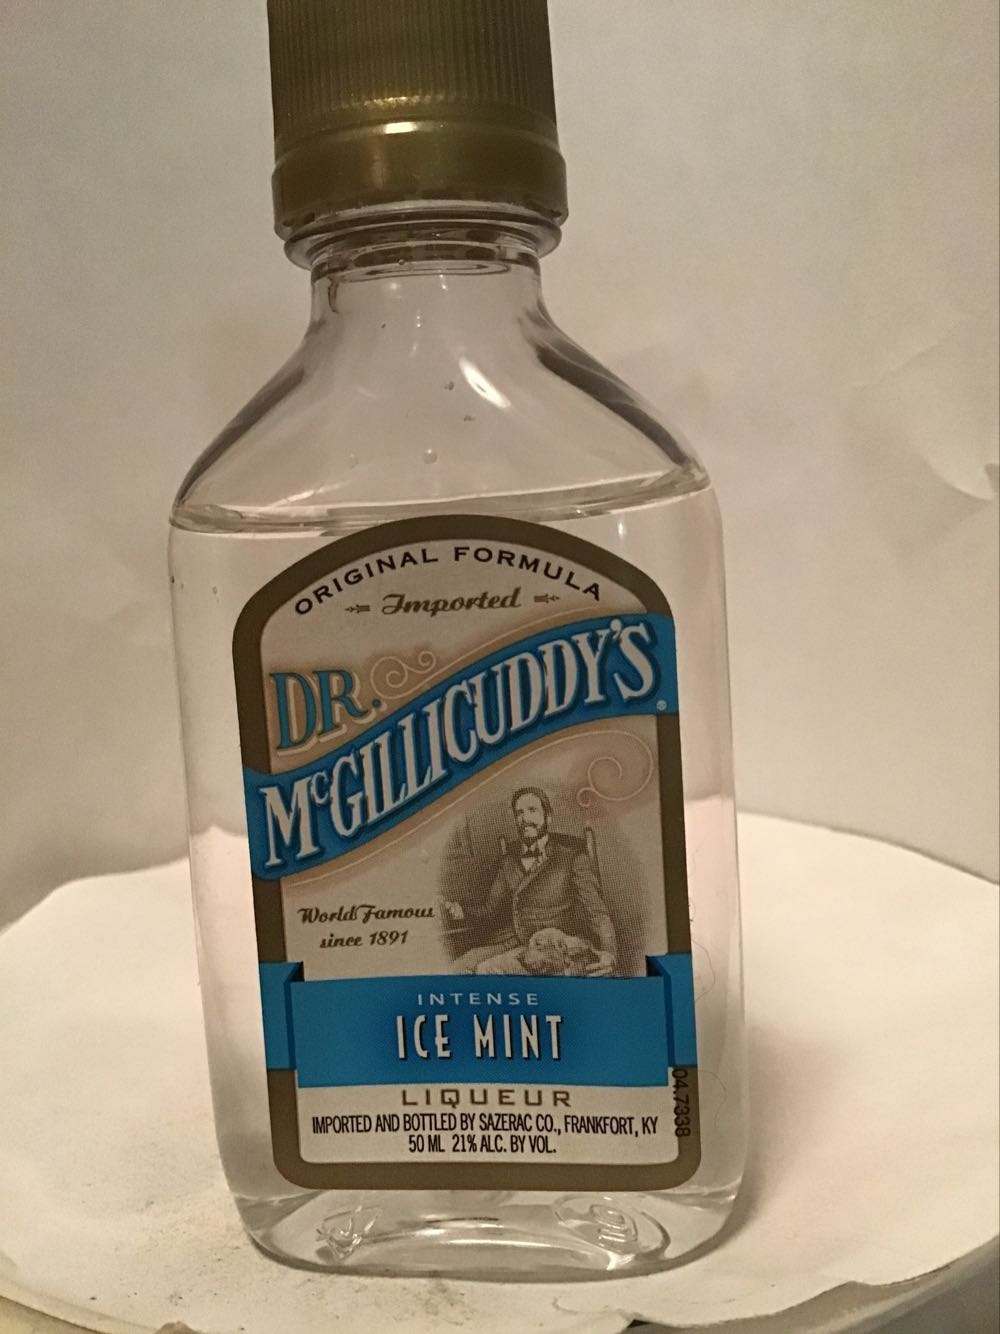 ORIGINAL FORMULA
Imported
DR.
McGILLICUDDY'S®
World Famous
since 1891
INTENSE
ICE MINT
LIQUEUR
IMPORTED AND BOTTLED BY SAZERAC CO., FRANKFORT, KY
50 ML 21% ALC. BY VOL.
04.7338